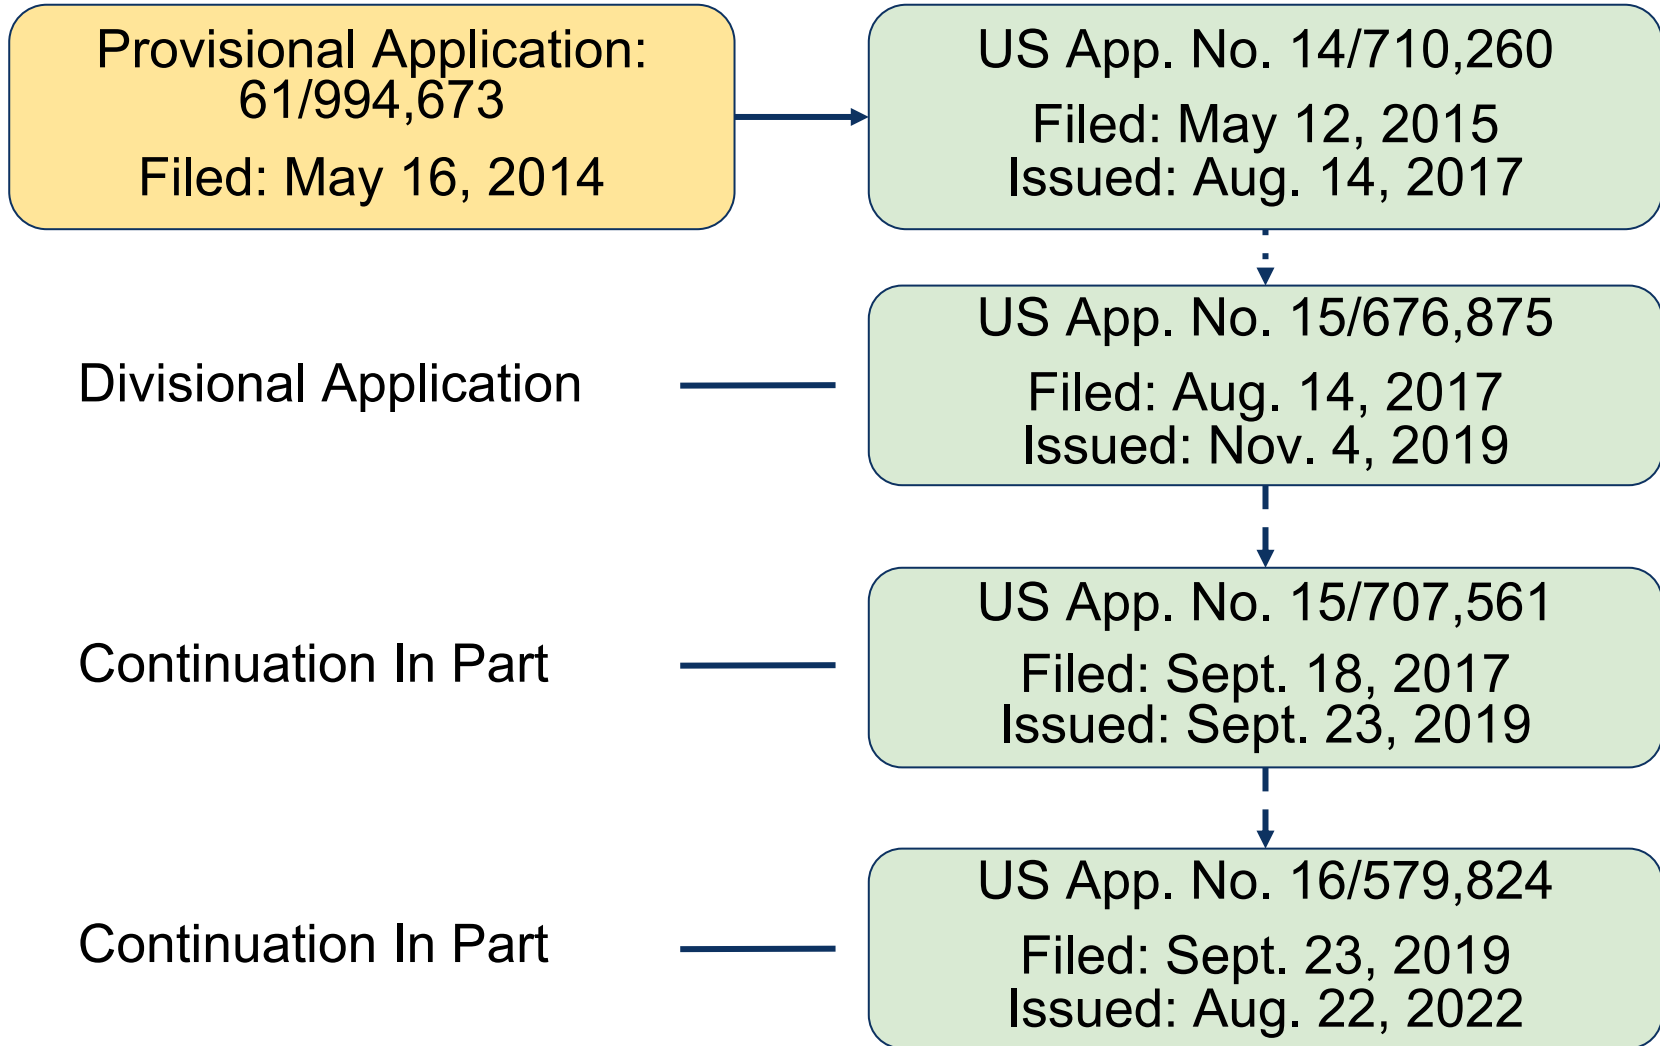 Provisional Application:
61/994,673
Filed: May 16, 2014
US App. No. 14/710,260
Filed: May 12, 2015
Issued: Aug. 14, 2017
Divisional Application
US App. No. 15/676,875
Filed: Aug. 14, 2017
Issued: Nov. 4, 2019
Continuation In Part
US App. No. 15/707,561
Filed: Sept. 18, 2017
Issued: Sept. 23, 2019
Continuation In Part
US App. No. 16/579,824
Filed: Sept. 23, 2019
Issued: Aug. 22, 2022